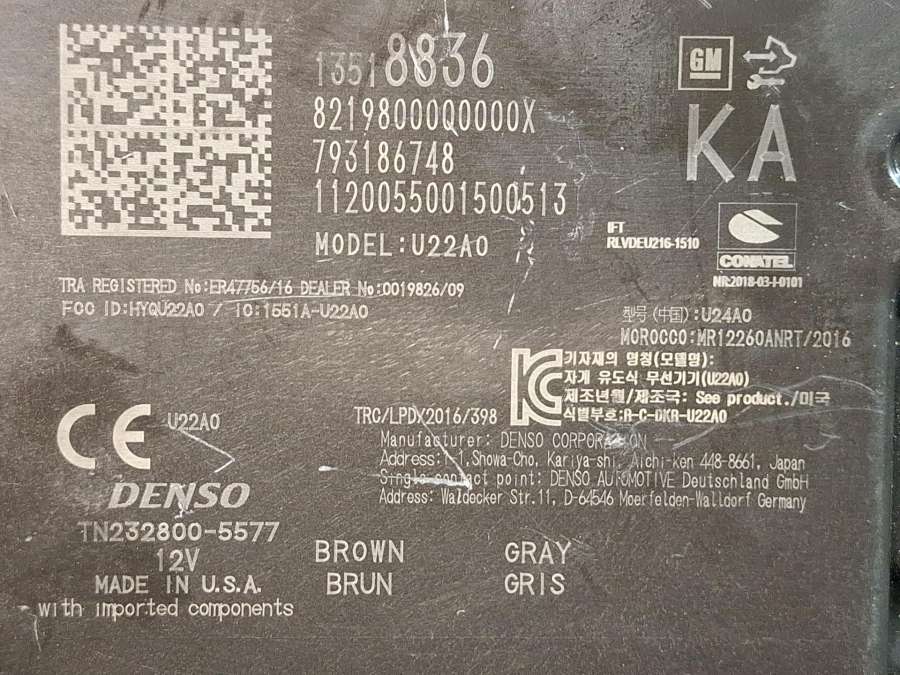 13518836
82198000Q0000X
793186748
1120055001500513
MODEL:U22A0
GM
KA
IFT
RLVDEU216-1510
CONATEL
NR:2018-03-I-0101
TRA REGISTERED No:ER47756/16 DEALER No:0019826/09
FCC ID:HYQU22A0 / IC:1551A-U22A0
型号(中国):U24A0
MOROCCO:MR12260ANRT/2016
기자재의 명칭(모델명):
자계 유도식 무선기기(U22A0)
제조년월/제조국: See product./미국
식별부호:R-C-DKR-U22A0
CE U22A0
TRC/LPD/2016/398
Manufacturer: DENSO CORPORATION
Address:1-1,Showa-Cho, Kariya-shi, Aichi-ken 448-8661, Japan
Single contact point: DENSO AUTOMOTIVE Deutschland GmbH
Address: Waldecker Str.11, D-64546 Moerfelden-Walldorf Germany
DENSO
TN232800-5577
12V
MADE IN U.S.A.
with imported components
BROWN GRAY
BRUN GRIS